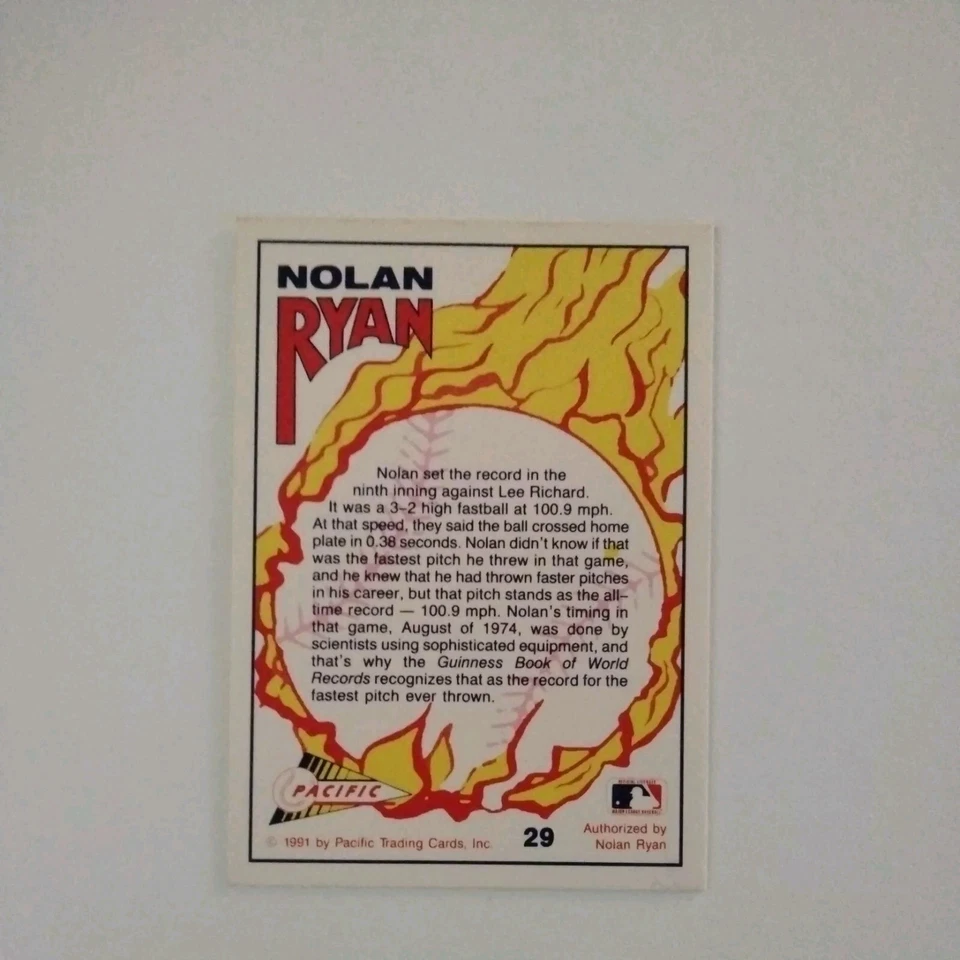 NOLAN
RYAN
Nolan set the record in the
ninth inning against Lee Richard.
It was a 3–2 high fastball at 100.9 mph.
At that speed, they said the ball crossed home
plate in 0.38 seconds. Nolan didn't know if that
was the fastest pitch he threw in that game,
and he knew that he had thrown faster pitches
in his career, but that pitch stands as the all–
time record — 100.9 mph. Nolan's timing in
that game, August of 1974, was done by
scientists using sophisticated equipment, and
that's why the Guinness Book of World
Records recognizes that as the record for the
fastest pitch ever thrown.
PACIFIC
© 1991 by Pacific Trading Cards, Inc.
29
Authorized by
Nolan Ryan